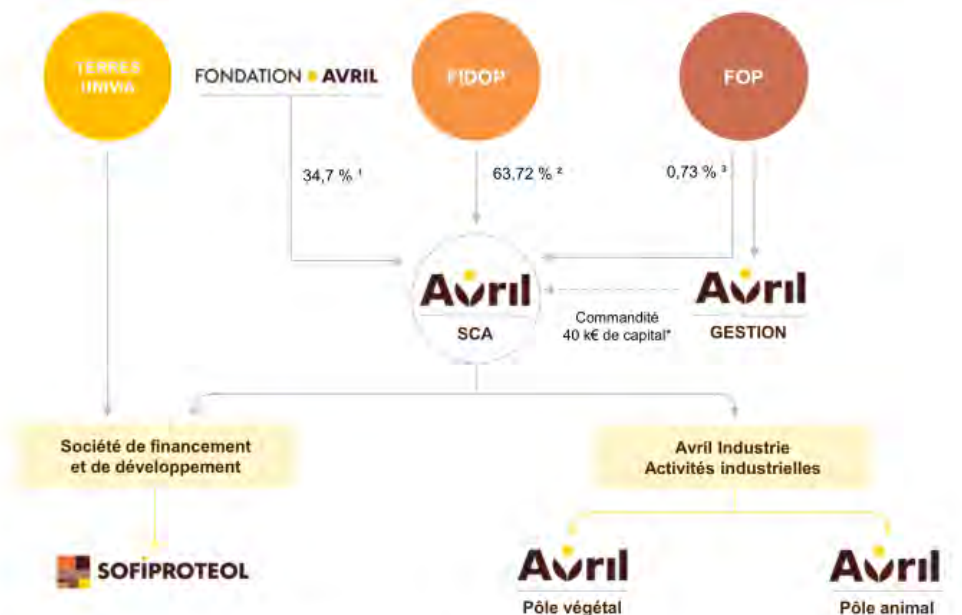 TERRES
UNIVIA
FONDATION AVRIL
FIDOP
FOP
34,7 % ¹
63,72 % ²
0,73 % ³
Avril
SCA
Commandité
40 k€ de capital*
Avril
GESTION
Société de financement
et de développement
Avril Industrie
Activités industrielles
SOFIPROTEOL
Avril
Pôle végétal
Avril
Pôle animal